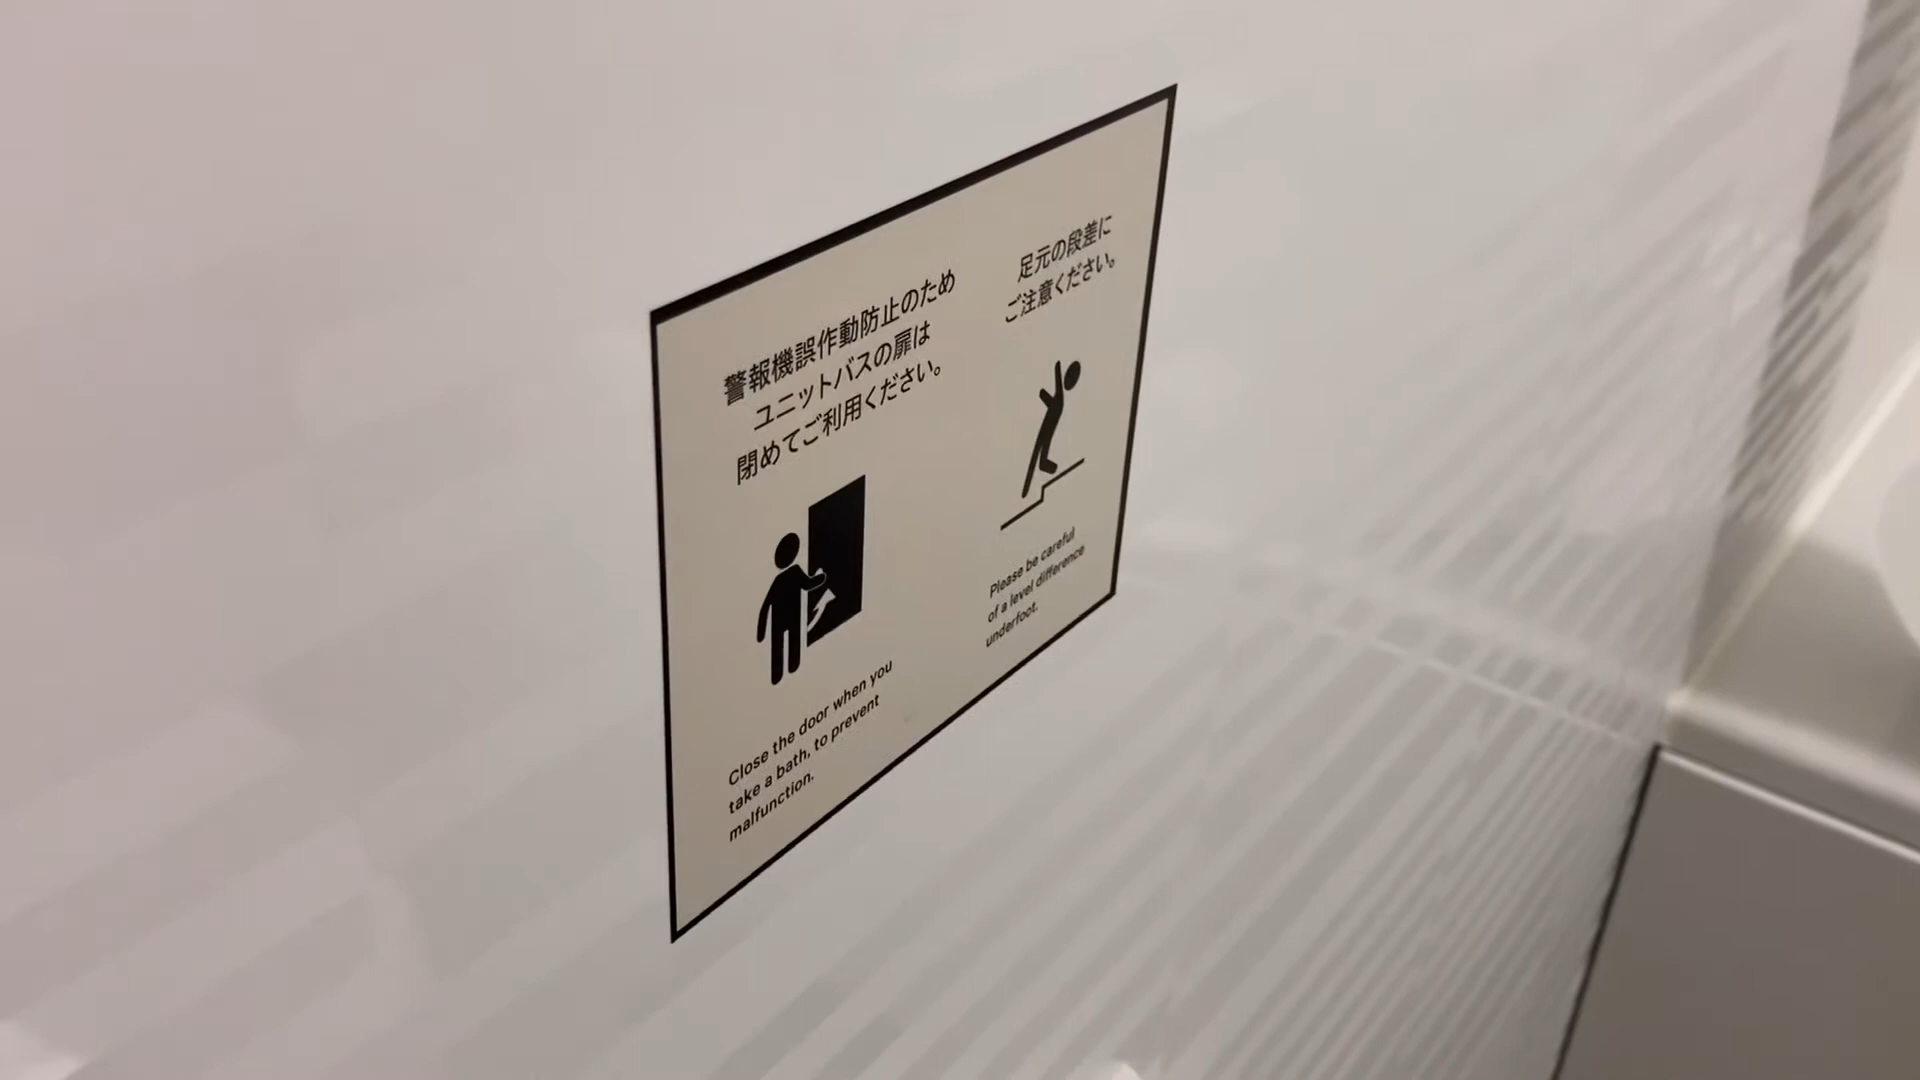 警報機誤作動防止のため
ユニットバスの扉は
閉めてご利用ください。
Close the door when you
take a bath, to prevent
malfunction.
足元の段差に
ご注意ください。
Please be careful
of a level difference
underfoot.